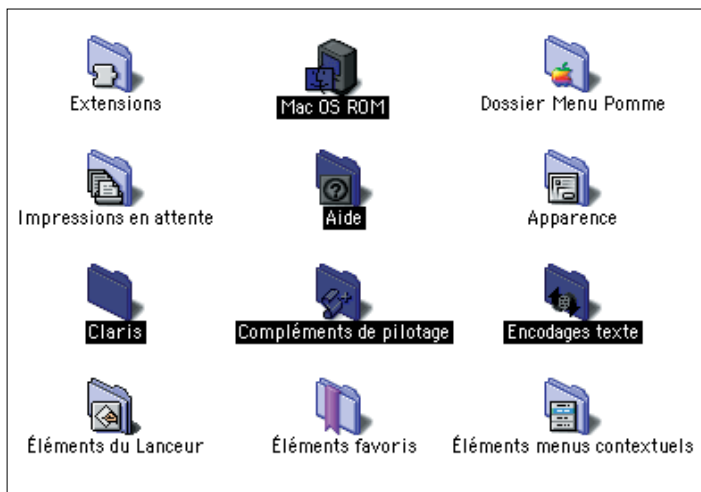 Extensions
Mac OS ROM
Dossier Menu Pomme
Impressions en attente
Aide
Apparence
Claris
Compléments de pilotage
Encodages texte
Éléments du Lanceur
Éléments favoris
Éléments menus contextuels